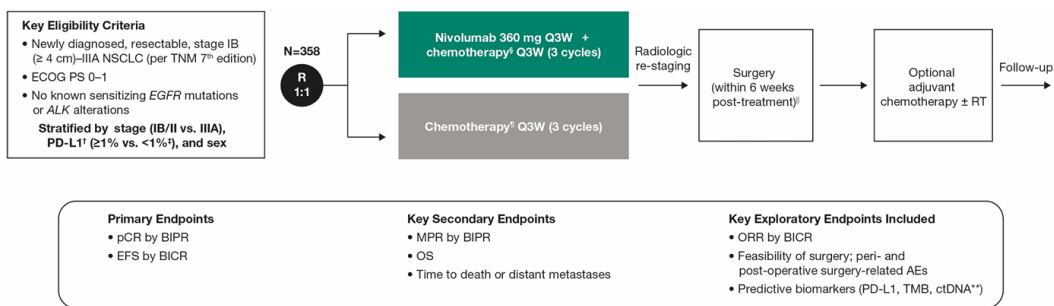 Key Eligibility Criteria
• Newly diagnosed, resectable, stage IB
(≥ 4 cm)–IIIA NSCLC (per TNM 7th edition)
• ECOG PS 0–1
• No known sensitizing EGFR mutations
or ALK alterations
Stratified by stage (IB/II vs. IIIA),
PD-L1† (≥1% vs. <1%‡), and sex
N=358
R
1:1
Nivolumab 360 mg Q3W +
chemotherapy§ Q3W (3 cycles)
Chemotherapy¶ Q3W (3 cycles)
Radiologic
re-staging
Surgery
(within 6 weeks
post-treatment)||
Optional
adjuvant
chemotherapy ± RT
Follow-up
Primary Endpoints
• pCR by BIPR
• EFS by BICR
Key Secondary Endpoints
• MPR by BIPR
• OS
• Time to death or distant metastases
Key Exploratory Endpoints Included
• ORR by BICR
• Feasibility of surgery; peri- and
post-operative surgery-related AEs
• Predictive biomarkers (PD-L1, TMB, ctDNA**)